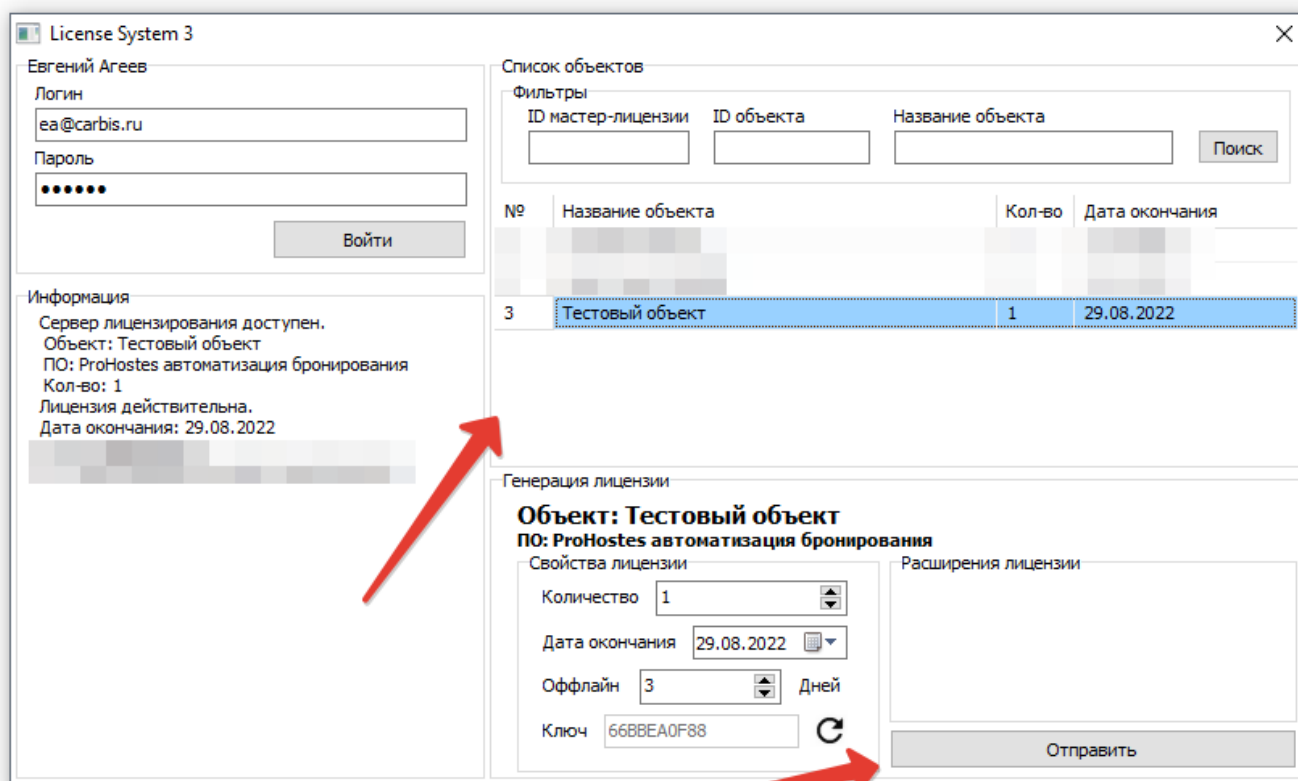 License System 3
Евгений Агеев
Логин
ea@carbis.ru
Пароль
••••••
Войти
Информация
Сервер лицензирования доступен.
Объект: Тестовый объект
ПО: ProHostes автоматизация бронирования
Кол-во: 1
Лицензия действительна.
Дата окончания: 29.08.2022
Список объектов
Фильтры
ID мастер-лицензии ID объекта Название объекта
Поиск
№ Название объекта Кол-во Дата окончания
3 Тестовый объект 1 29.08.2022
Генерация лицензии
Объект: Тестовый объект
ПО: ProHostes автоматизация бронирования
Свойства лицензии
Количество 1
Дата окончания 29.08.2022
Оффлайн 3 Дней
Ключ 66BBEA0F88
Расширения лицензии
Отправить